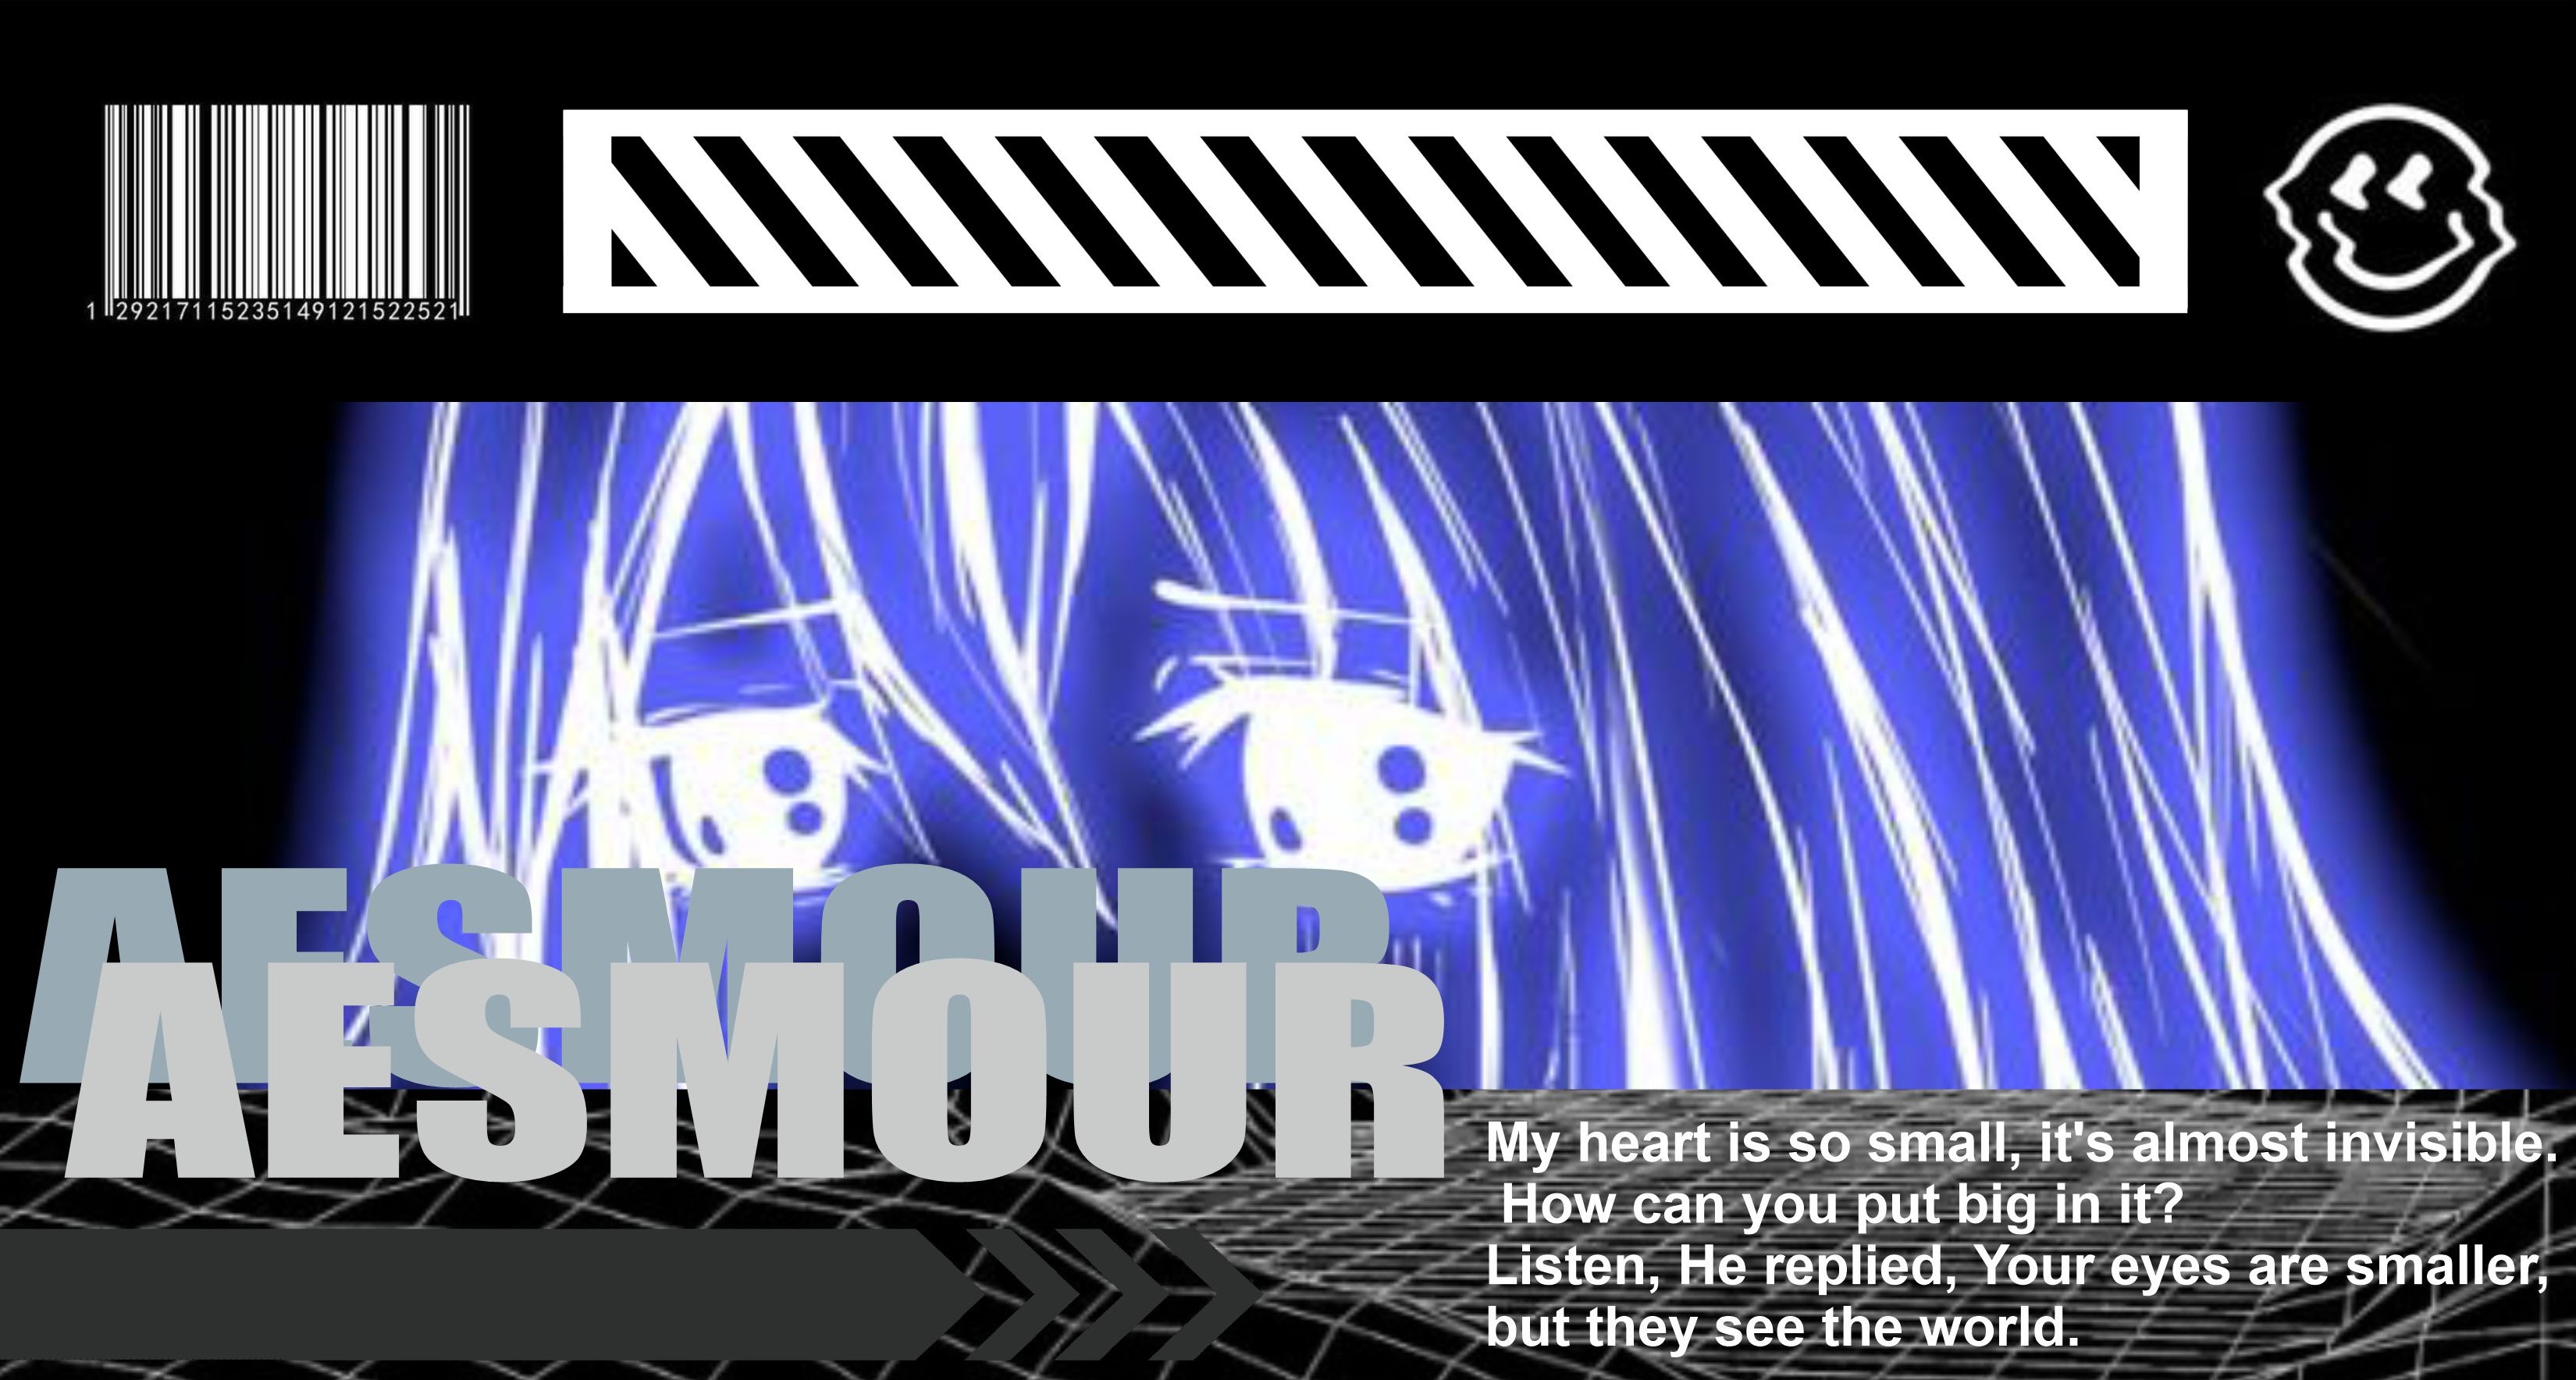 1 292171152351491215225 21
AESMOUR
AESMOUR
My heart is so small, it's almost invisible.
How can you put big in it?
Listen, He replied, Your eyes are smaller,
but they see the world.